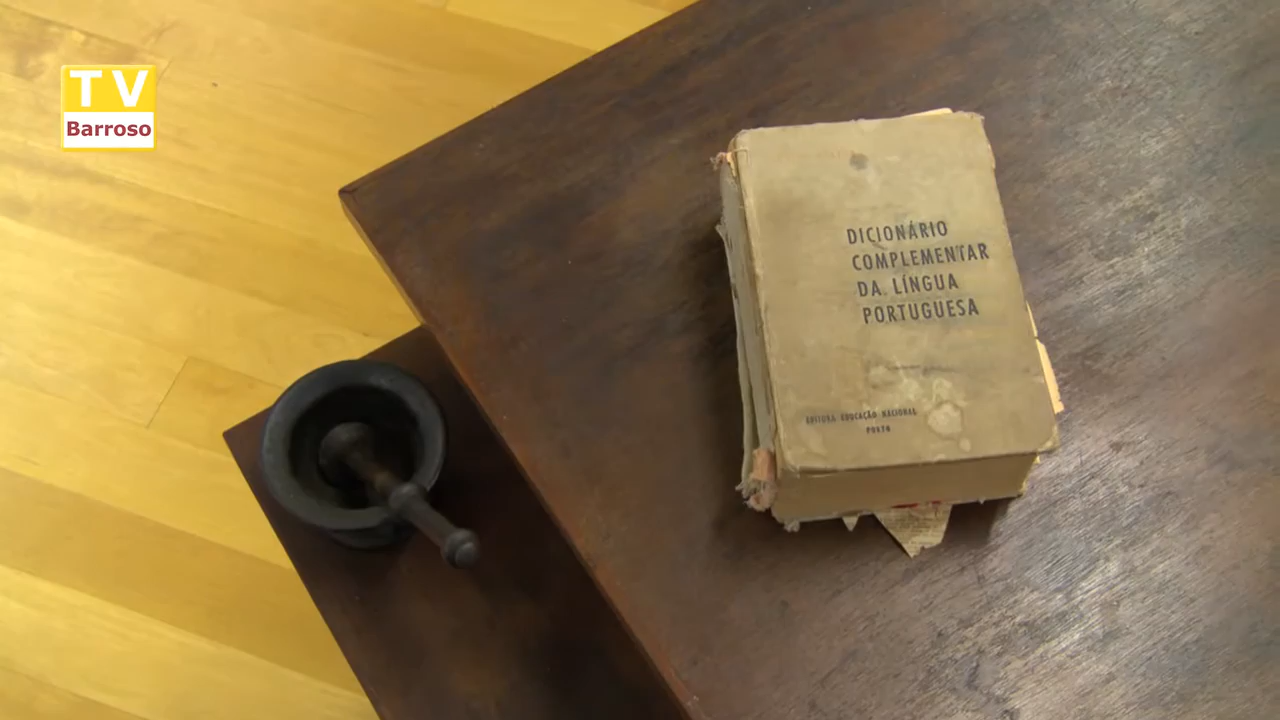 TV
Barroso
DICIONÁRIO
COMPLEMENTAR
DA LÍNGUA
PORTUGUESA
EDITORA EDUCAÇÃO NACIONAL
PORTO